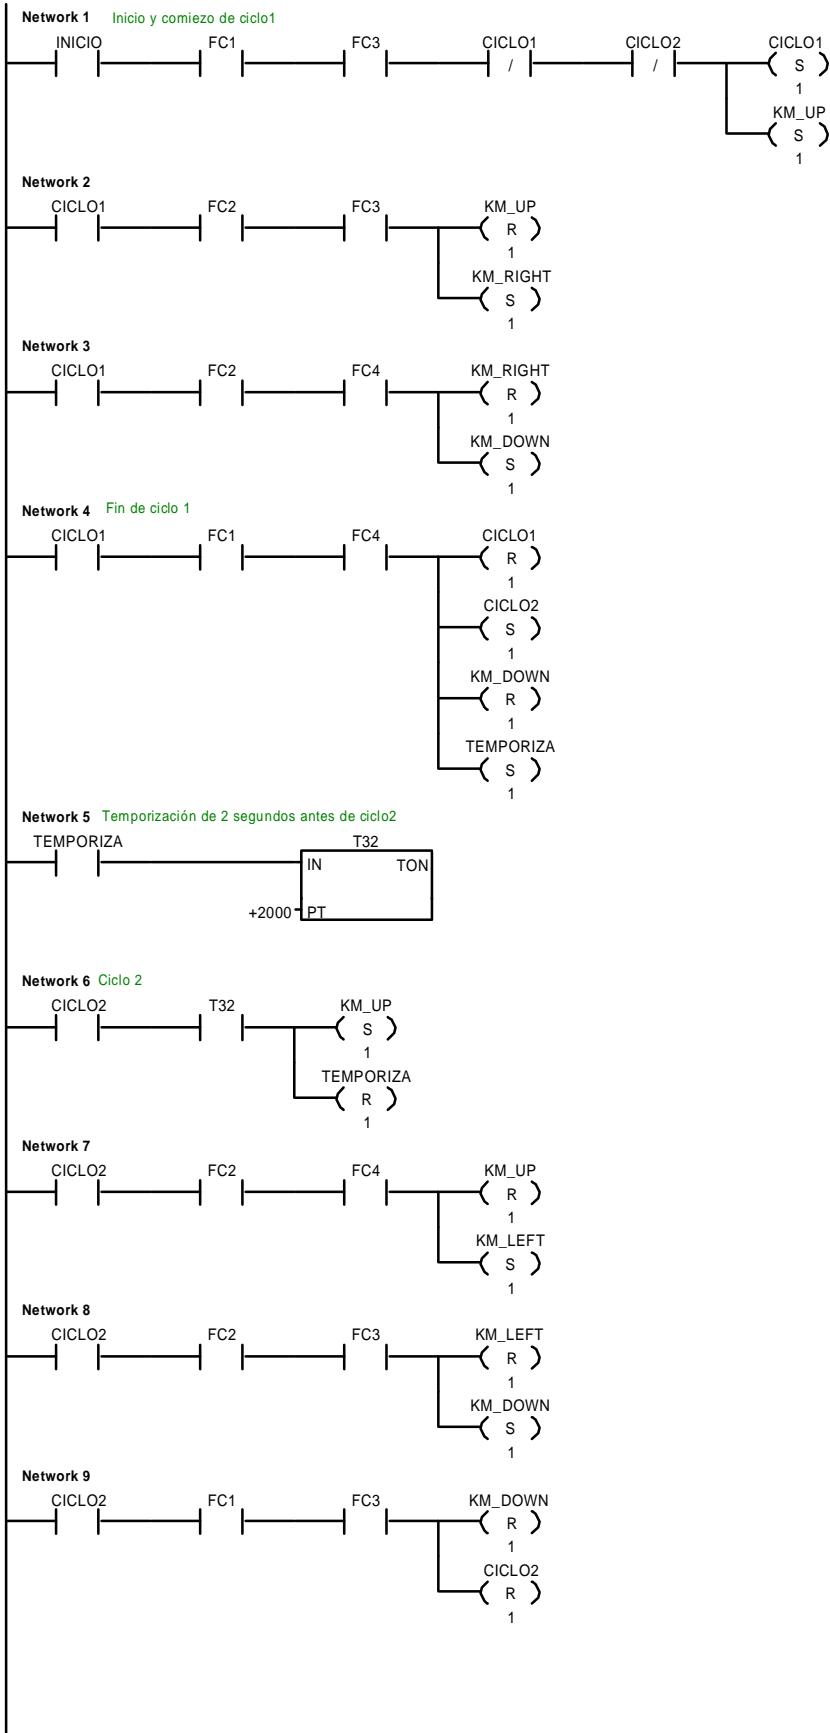 Network 1 Inicio y comiezo de ciclo1
INICIO FC1 FC3 CICLO1 CICLO2 CICLO1
/ / S
1
KM_UP
S
1
Network 2
CICLO1 FC2 FC3 KM_UP
R
1
KM_RIGHT
S
1
Network 3
CICLO1 FC2 FC4 KM_RIGHT
R
1
KM_DOWN
S
1
Network 4 Fin de ciclo 1
CICLO1 FC1 FC4 CICLO1
R
1
CICLO2
S
1
KM_DOWN
R
1
TEMPORIZA
S
1
Network 5 Temporización de 2 segundos antes de ciclo2
TEMPORIZA T32
IN TON
+2000 PT
Network 6 Ciclo 2
CICLO2 T32 KM_UP
S
1
TEMPORIZA
R
1
Network 7
CICLO2 FC2 FC4 KM_UP
R
1
KM_LEFT
S
1
Network 8
CICLO2 FC2 FC3 KM_LEFT
R
1
KM_DOWN
S
1
Network 9
CICLO2 FC1 FC3 KM_DOWN
R
1
CICLO2
R
1